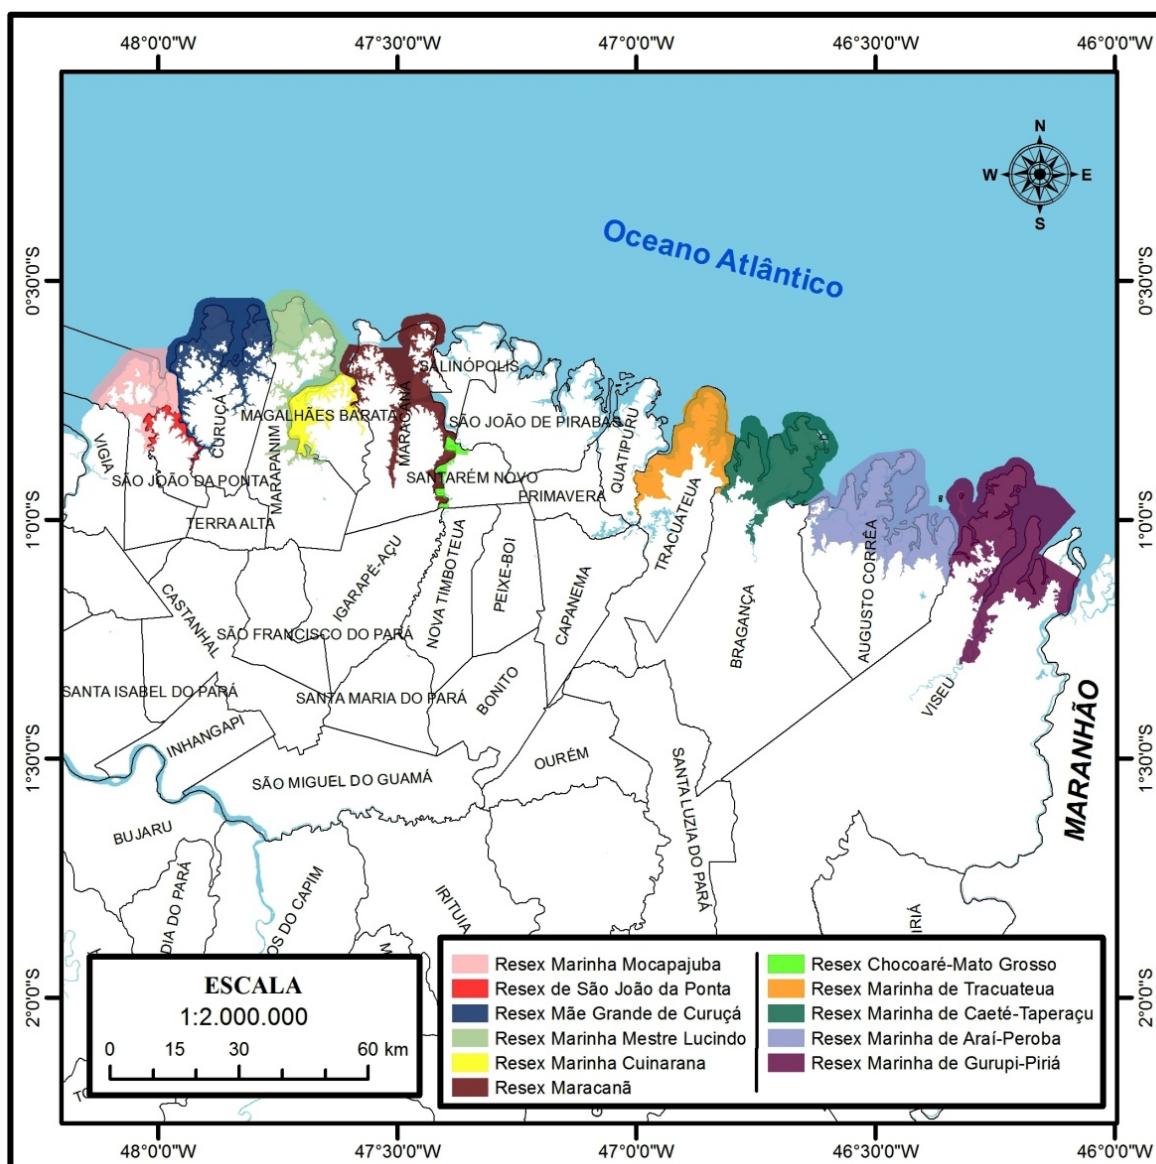 48°0'0"W 47°30'0"W 47°0'0"W 46°30'0"W 46°0'0"W
N
W E
S
Oceano Atlântico
0°30'0"S 0°30'0"S
SALINÓPOLIS
MAGALHÃES BARATA
MARACANÃ
SÃO JOÃO DE PIRABAS
QUATIPURU
CURUÇÁ
VIGIA
MARAPANIM
SÃO JOÃO DA PONTA
SANTARÉM NOVO
PRIMAVERA
TRACUATEUA
TERRA ALTA
1°0'0"S 1°0'0"S
IGARAPÉ-AÇU
NOVA TIMBOTEUA
PEIXE-BOI
CAPANEMA
BRAGANÇA
AUGUSTO CORRÊA
CASTANHAL
SÃO FRANCISCO DO PARÁ
SANTA ISABEL DO PARÁ
SANTA MARIA DO PARÁ
BONITO
VISEU
MARANHÃO
INHANGAPI
1°30'0"S 1°30'0"S
SÃO MIGUEL DO GUAMÁ
OURÉM
SANTA LUZIA DO PARÁ
BUJARU
DIA DO PARÁ
OS DO CAPIM
IRITUIA
IRIÁ
M
ESCALA
1:2.000.000
0 15 30 60 km
TO
Resex Marinha Mocapajuba
Resex de São João da Ponta
Resex Mãe Grande de Curuçá
Resex Marinha Mestre Lucindo
Resex Marinha Cuinarana
Resex Maracanã
Resex Chocoaré-Mato Grosso
Resex Marinha de Tracuateua
Resex Marinha de Caeté-Taperaçu
Resex Marinha de Araí-Peroba
Resex Marinha de Gurupi-Piriá
2°0'0"S 2°0'0"S
48°0'0"W 47°30'0"W 47°0'0"W 46°30'0"W 46°0'0"W